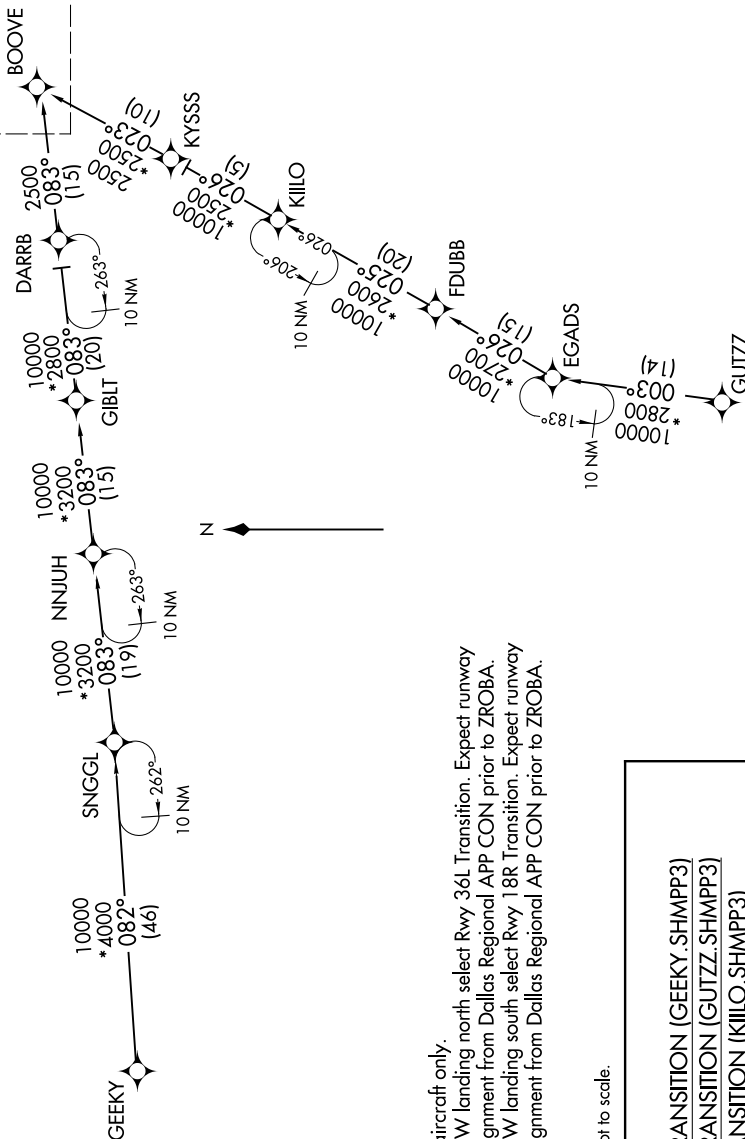 BOOVE
2500
083°
(15)
DARRB
263°
10 NM
10000
*2800
083°
(20)
GIBLT
10000
*3200
083°
(15)
NNJUH
263°
10 NM
10000
*3200
083°
(19)
SNGGL
262°
10 NM
10000
*4000
082°
(46)
GEEKY
2500
*2500
023°
(10)
KYSSS
10000
*2500
026°
(5)
KIILO
026°
206°
10 NM
10000
*2600
025°
(20)
FDUBB
10000
*2700
026°
(15)
EGADS
183°
10 NM
10000
*2800
003°
(14)
GUTZZ
N
aircraft only.
W landing north select Rwy 36L Transition. Expect runway
gnment from Dallas Regional APP CON prior to ZROBA.
W landing south select Rwy 18R Transition. Expect runway
gnment from Dallas Regional APP CON prior to ZROBA.
ot to scale.
ANSITION (GEEKY.SHMPP3)
ANSITION (GUTZZ.SHMPP3)
NSITION (KIILO.SHMPP3)